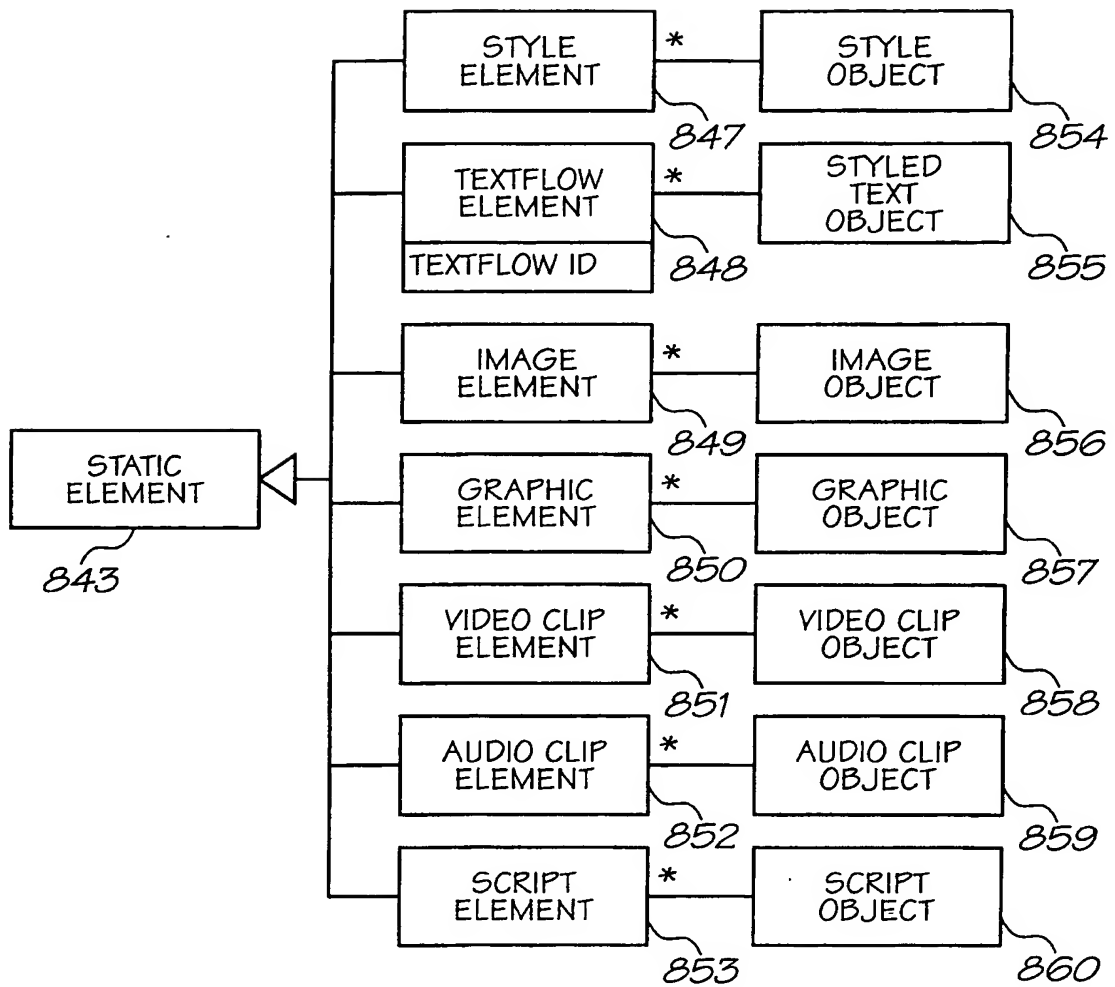 STYLE
ELEMENT
*
STYLE
OBJECT
847
854
TEXTFLOW
ELEMENT
*
STYLED
TEXT
OBJECT
TEXTFLOW ID
848
855
IMAGE
ELEMENT
*
IMAGE
OBJECT
849
856
STATIC
ELEMENT
843
GRAPHIC
ELEMENT
*
GRAPHIC
OBJECT
850
857
VIDEO CLIP
ELEMENT
*
VIDEO CLIP
OBJECT
851
858
AUDIO CLIP
ELEMENT
*
AUDIO CLIP
OBJECT
852
859
SCRIPT
ELEMENT
*
SCRIPT
OBJECT
853
860